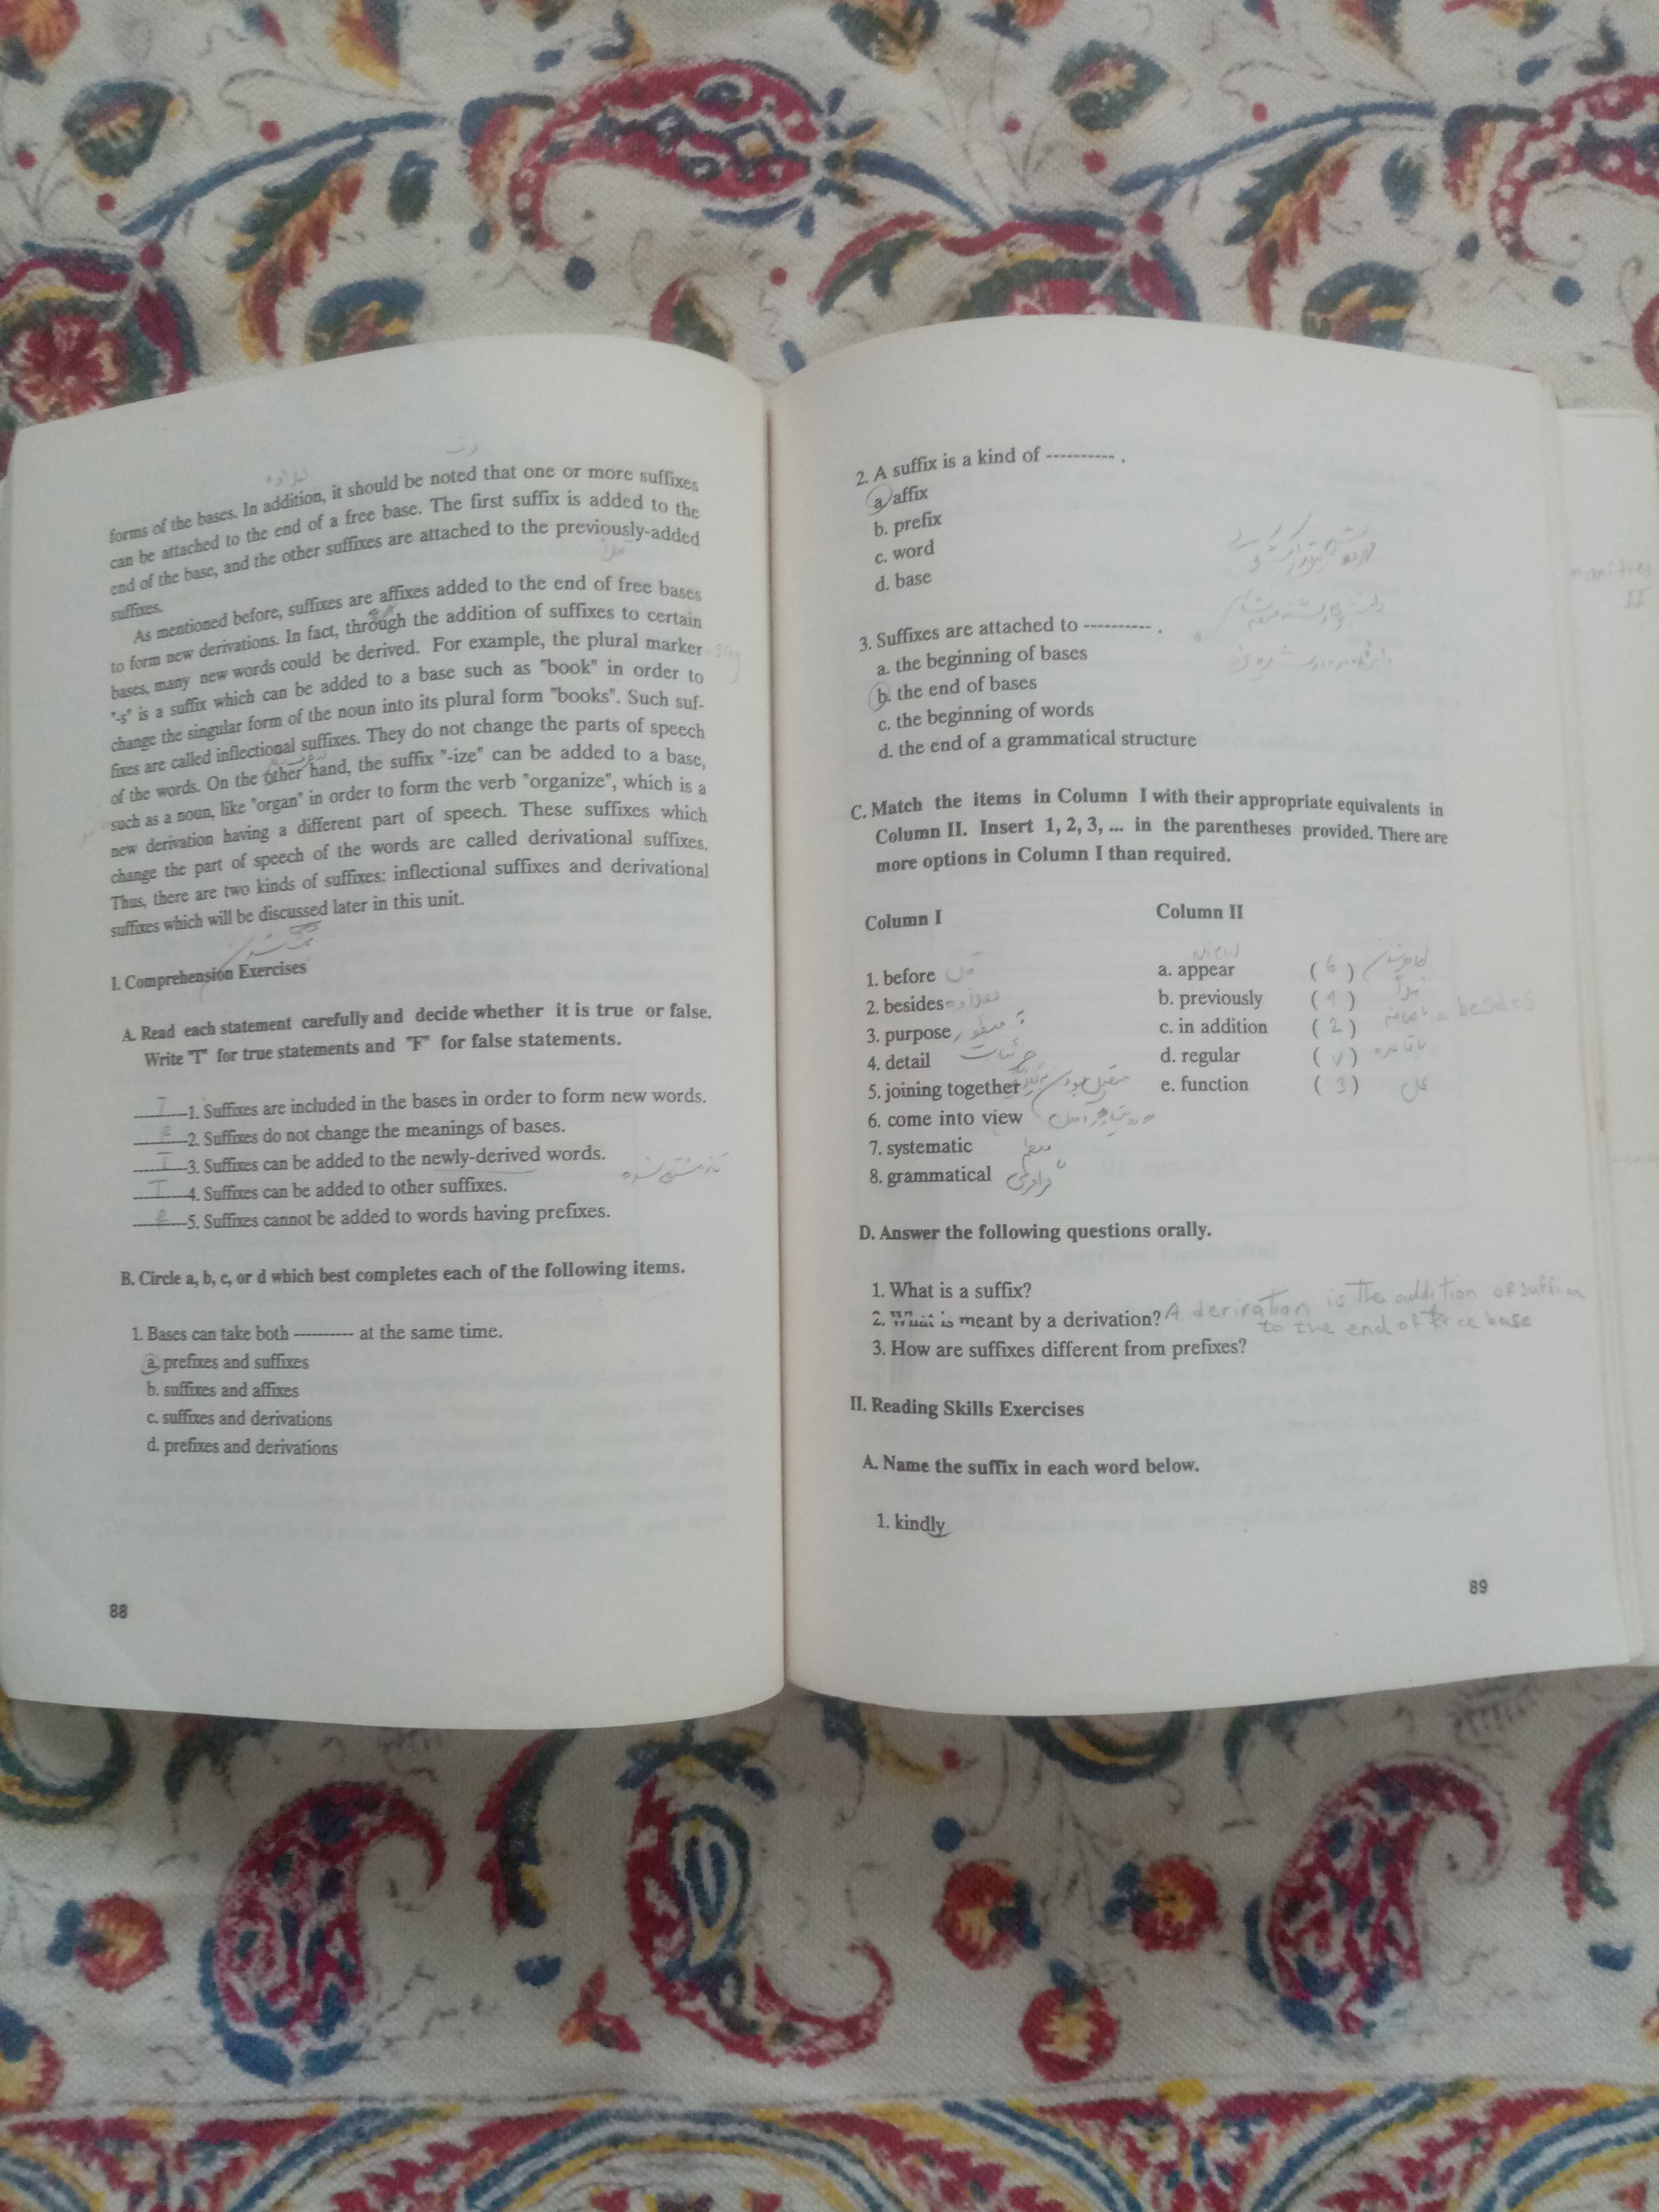 forms of the bases. In addition, it should be noted that one or more suffixes
can be attached to the end of a free base. The first suffix is added to the
end of the base, and the other suffixes are attached to the previously-added
suffixes.
As mentioned before, suffixes are affixes added to the end of free bases
to form new derivations. In fact, through the addition of suffixes to certain
bases, many new words could be derived. For example, the plural marker
"-s" is a suffix which can be added to a base such as "book" in order to
change the singular form of the noun into its plural form "books". Such suf-
fixes are called inflectional suffixes. They do not change the parts of speech
of the words. On the other hand, the suffix "-ize" can be added to a base,
such as a noun, like "organ" in order to form the verb "organize", which is a
new derivation having a different part of speech. These suffixes which
change the part of speech of the words are called derivational suffixes.
Thus, there are two kinds of suffixes: inflectional suffixes and derivational
suffixes which will be discussed later in this unit.
I. Comprehension Exercises
A. Read each statement carefully and decide whether it is true or false.
Write "T" for true statements and "F" for false statements.
T 1. Suffixes are included in the bases in order to form new words.
2. Suffixes do not change the meanings of bases.
T 3. Suffixes can be added to the newly-derived words.
T 4. Suffixes can be added to other suffixes.
5. Suffixes cannot be added to words having prefixes.
B. Circle a, b, c, or d which best completes each of the following items.
1. Bases can take both ---------- at the same time.
a. prefixes and suffixes
b. suffixes and affixes
c. suffixes and derivations
d. prefixes and derivations
88
2. A suffix is a kind of ---------- .
a. affix
b. prefix
c. word
d. base
3. Suffixes are attached to ---------- .
a. the beginning of bases
b. the end of bases
c. the beginning of words
d. the end of a grammatical structure
C. Match the items in Column I with their appropriate equivalents in
Column II. Insert 1, 2, 3, ... in the parentheses provided. There are
more options in Column I than required.
Column I
1. before قبل
2. besides
3. purpose منظور
4. detail جزئیات
5. joining together
6. come into view
7. systematic منظم
8. grammatical گرامری
Column II
a. appear ( 6 ) ظاهر شدن
b. previously ( 1 )
c. in addition ( 2 ) besides
d. regular ( ۷ ) باقاعده
e. function ( 3 ) عمل
D. Answer the following questions orally.
1. What is a suffix?
2. What is meant by a derivation? A derivation is the addition of suffix
to the end of free base
3. How are suffixes different from prefixes?
II. Reading Skills Exercises
A. Name the suffix in each word below.
1. kindly
89